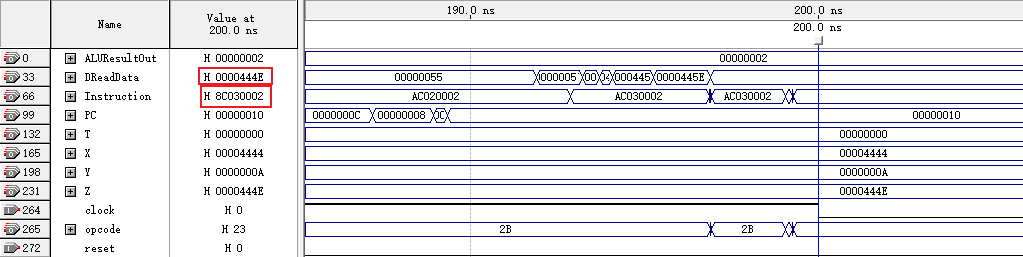 Name Value at 200.0 ns 190.0 ns 200.0 ns
200.0 ns
0 ALUResultOut H 00000002 00000002
33 DReadData H 0000444E 00000055 000005 00 04 000445 0000445E
66 Instruction H 8C030002 AC020002 AC030002 AC030002
99 PC H 00000010 0000000C 00000008 0C 00000010
132 T H 00000000 00000000
165 X H 00004444 00004444
198 Y H 0000000A 0000000A
231 Z H 0000444E 0000444E
264 clock H 0
265 opcode H 23 2B 2B
272 reset H 0